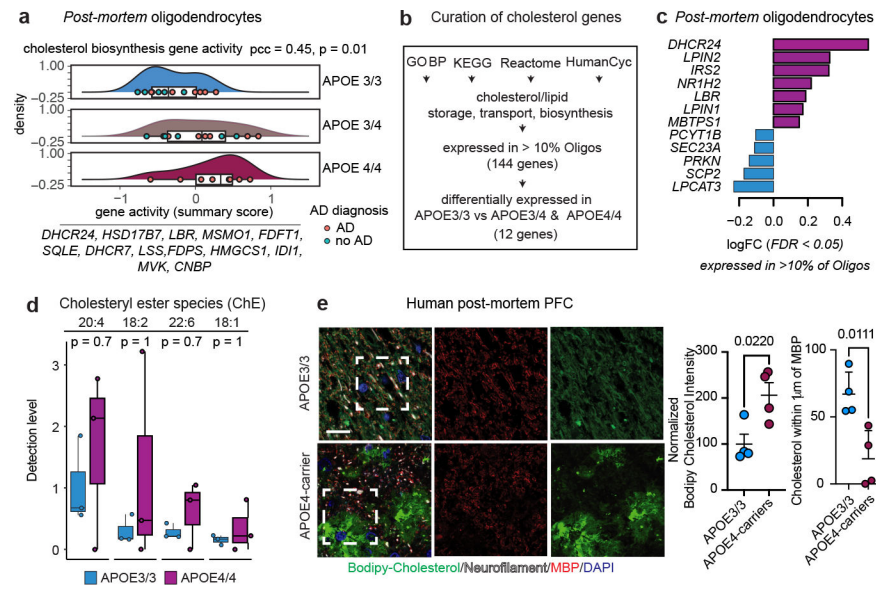 a
Post-mortem oligodendrocytes
cholesterol biosynthesis gene activity pcc = 0.45, p = 0.01
density
1.00
-0.25
APOE 3/3
1.00
-0.25
APOE 3/4
1.00
-0.25
APOE 4/4
−1 0 1
gene activity (summary score)
AD diagnosis
AD
no AD
DHCR24, HSD17B7, LBR, MSMO1, FDFT1,
SQLE, DHCR7, LSS,FDPS, HMGCS1, IDI1,
MVK, CNBP
b
Curation of cholesterol genes
GO BP KEGG Reactome HumanCyc
cholesterol/lipid
storage, transport, biosynthesis
expressed in > 10% Oligos
(144 genes)
differentially expressed in
APOE3/3 vs APOE3/4 & APOE4/4
(12 genes)
c
Post-mortem oligodendrocytes
DHCR24
LPIN2
IRS2
NR1H2
LBR
LPIN1
MBTPS1
PCYT1B
SEC23A
PRKN
SCP2
LPCAT3
−0.2 0.0 0.2 0.4
logFC (FDR < 0.05)
expressed in >10% of Oligos
d
Cholesteryl ester species (ChE)
20:4 18:2 22:6 18:1
p = 0.7 p = 1 p = 0.7 p = 1
Detection level
3
2
1
0
APOE3/3 APOE4/4
e
Human post-mortem PFC
APOE3/3
APOE4-carrier
Bodipy-Cholesterol/Neurofilament/MBP/DAPI
Normalized
Bodipy Cholesterol Intensity
0.0220
300
200
100
0
APOE3/3
APOE4-carriers
Cholesterol within 1µm of MBP
0.0111
100
50
0
APOE3/3
APOE4-carriers